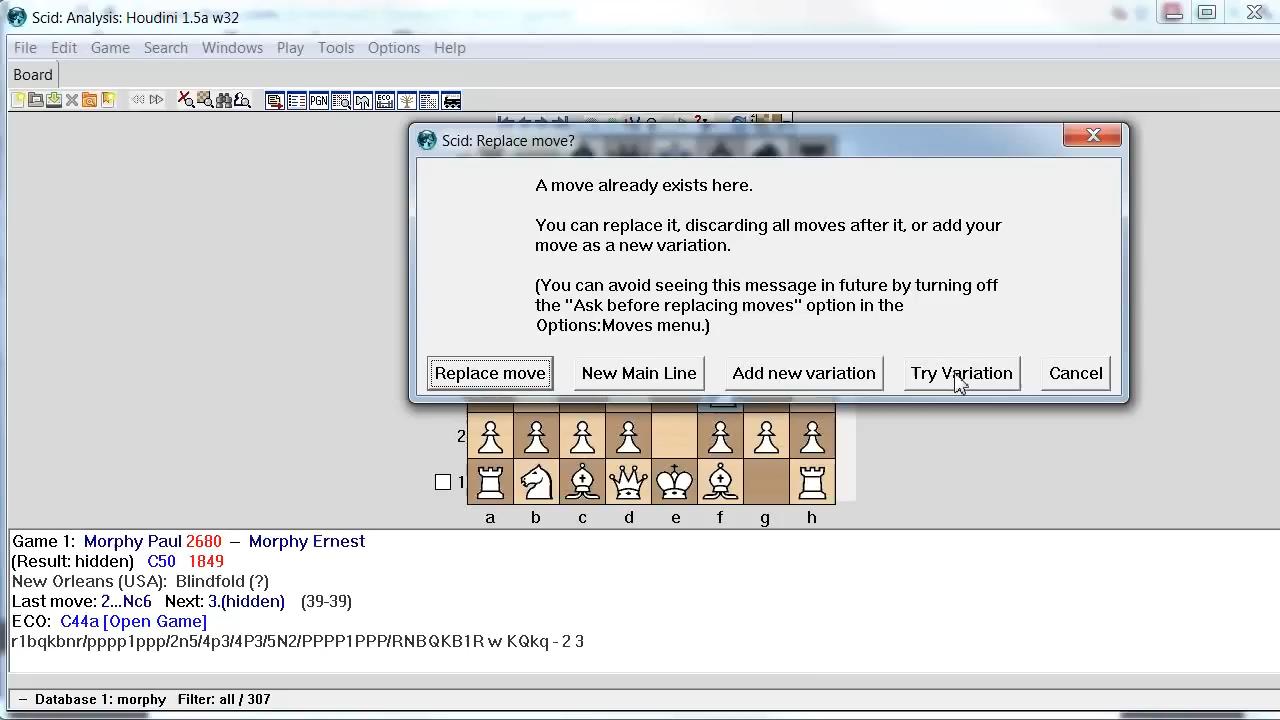 Scid: Analysis: Houdini 1.5a w32
File Edit Game Search Windows Play Tools Options Help
Board
PGN ECO
Scid: Replace move?
A move already exists here.
You can replace it, discarding all moves after it, or add your
move as a new variation.
(You can avoid seeing this message in future by turning off
the "Ask before replacing moves" option in the
Options:Moves menu.)
Replace move New Main Line Add new variation Try Variation Cancel
2
1
a b c d e f g h
Game 1: Morphy Paul 2680 – Morphy Ernest
(Result: hidden) C50 1849
New Orleans (USA): Blindfold (?)
Last move: 2...Nc6 Next: 3.(hidden) (39-39)
ECO: C44a [Open Game]
r1bqkbnr/pppp1ppp/2n5/4p3/4P3/5N2/PPPP1PPP/RNBQKB1R w KQkq - 2 3
– Database 1: morphy Filter: all / 307